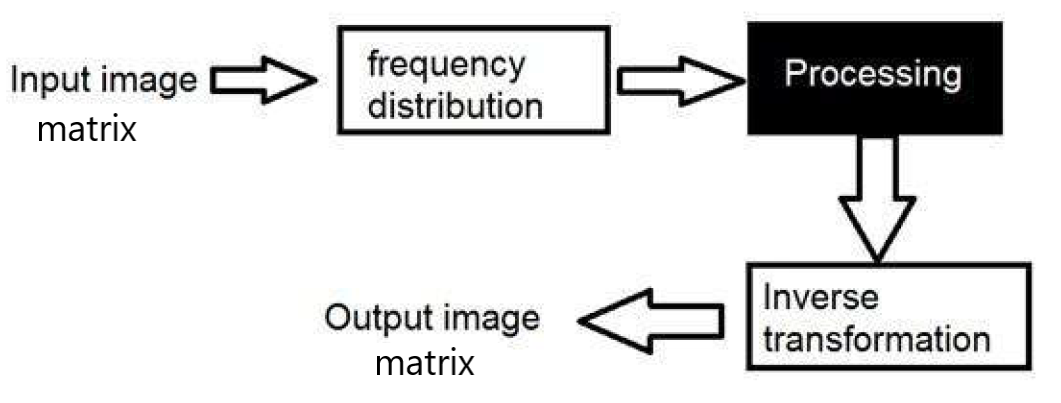 Input image
matrix
frequency
distribution
Processing
Inverse
transformation
Output image
matrix